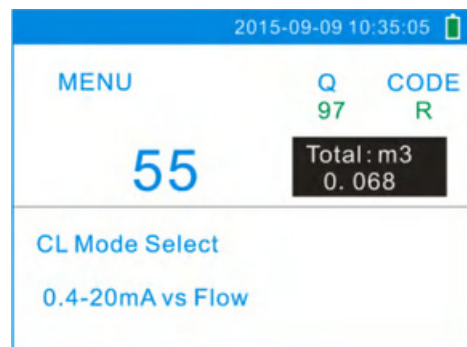 2015-09-09 10:35:05
MENU Q CODE
97 R
55 Total:m3
0.068
CL Mode Select
0.4-20mA vs Flow